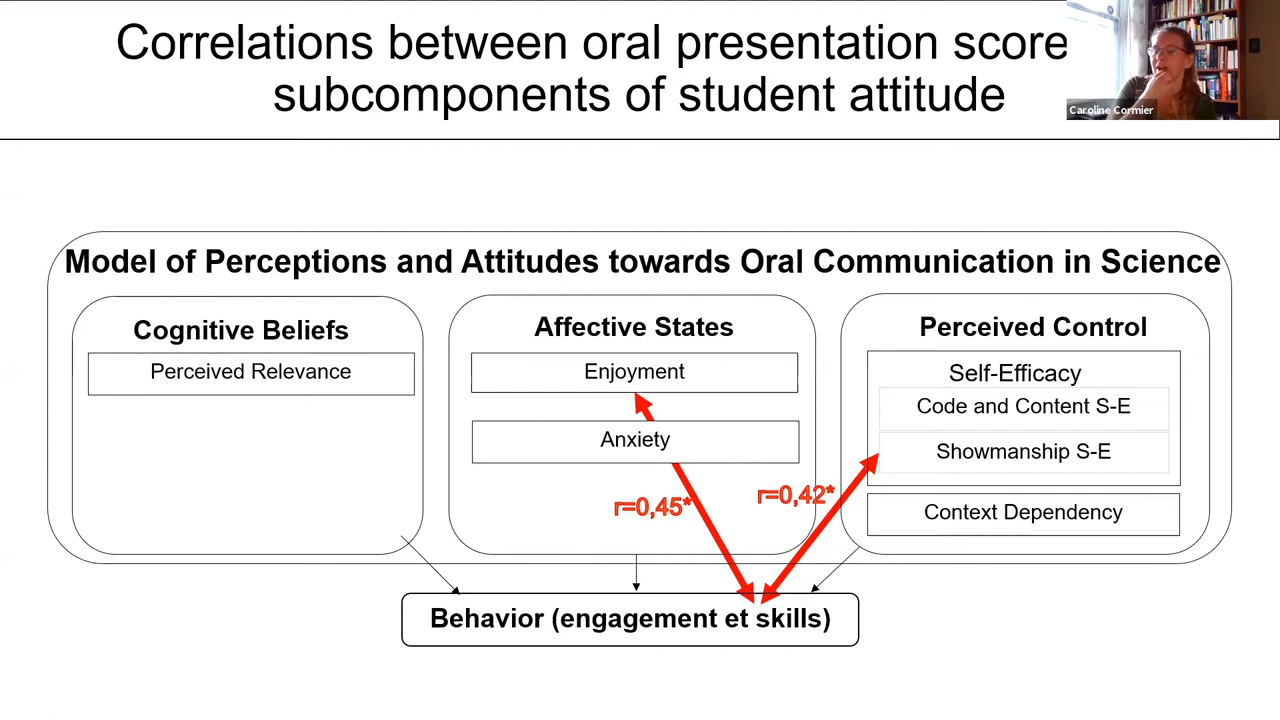 Correlations between oral presentation score
subcomponents of student attitude
Caroline Cormier
Model of Perceptions and Attitudes towards Oral Communication in Science
Cognitive Beliefs
Perceived Relevance
Affective States
Enjoyment
Anxiety
Perceived Control
Self-Efficacy
Code and Content S-E
Showmanship S-E
Context Dependency
r=0,45*
r=0,42*
Behavior (engagement et skills)